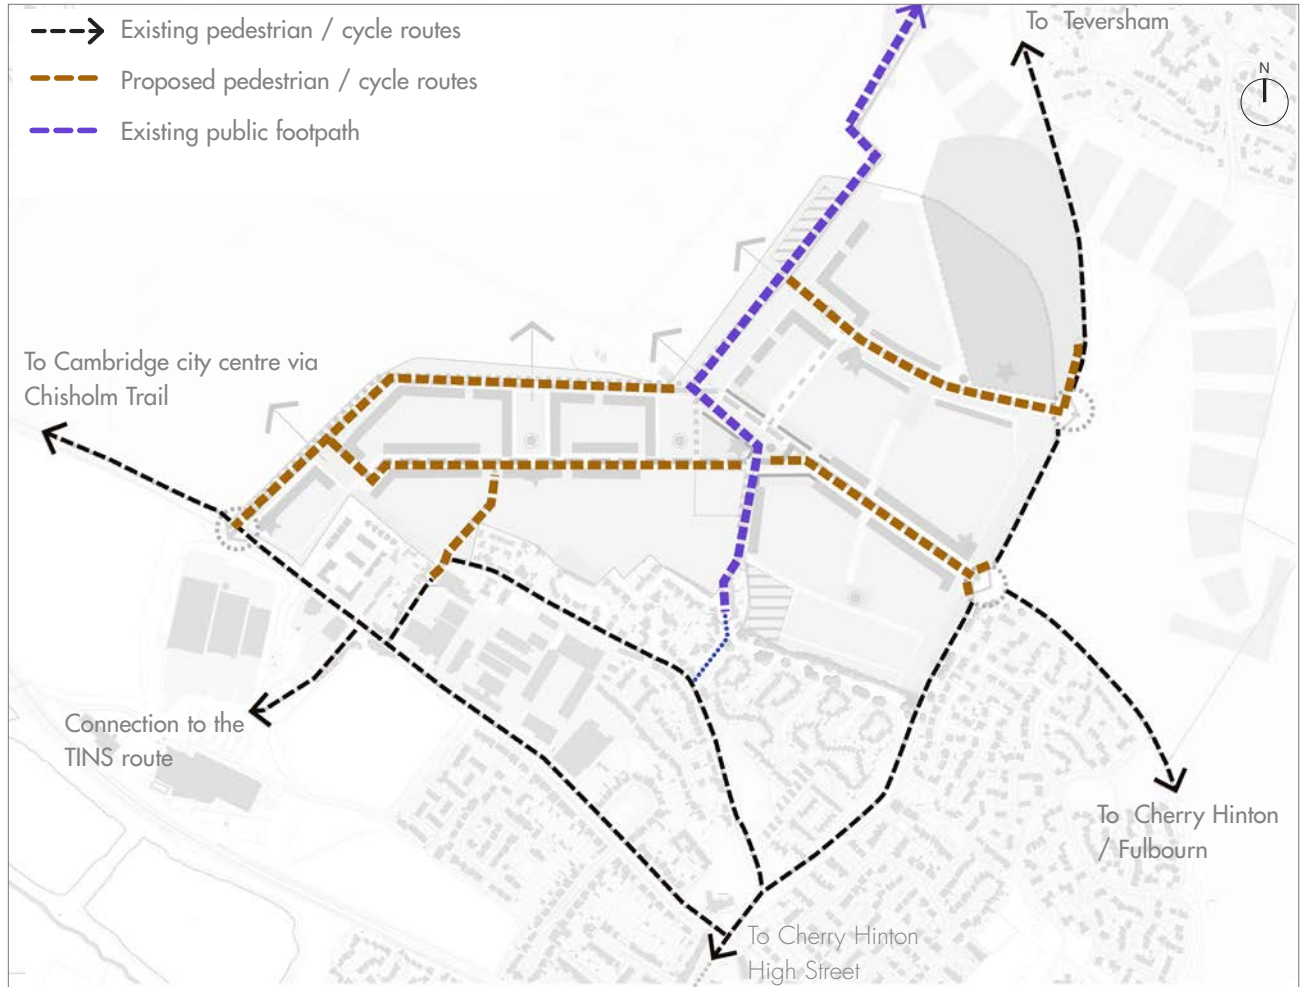 Existing pedestrian / cycle routes
Proposed pedestrian / cycle routes
Existing public footpath
To Teversham
N
To Cambridge city centre via
Chisholm Trail
Connection to the
TINS route
To Cherry Hinton
/ Fulbourn
To Cherry Hinton
High Street